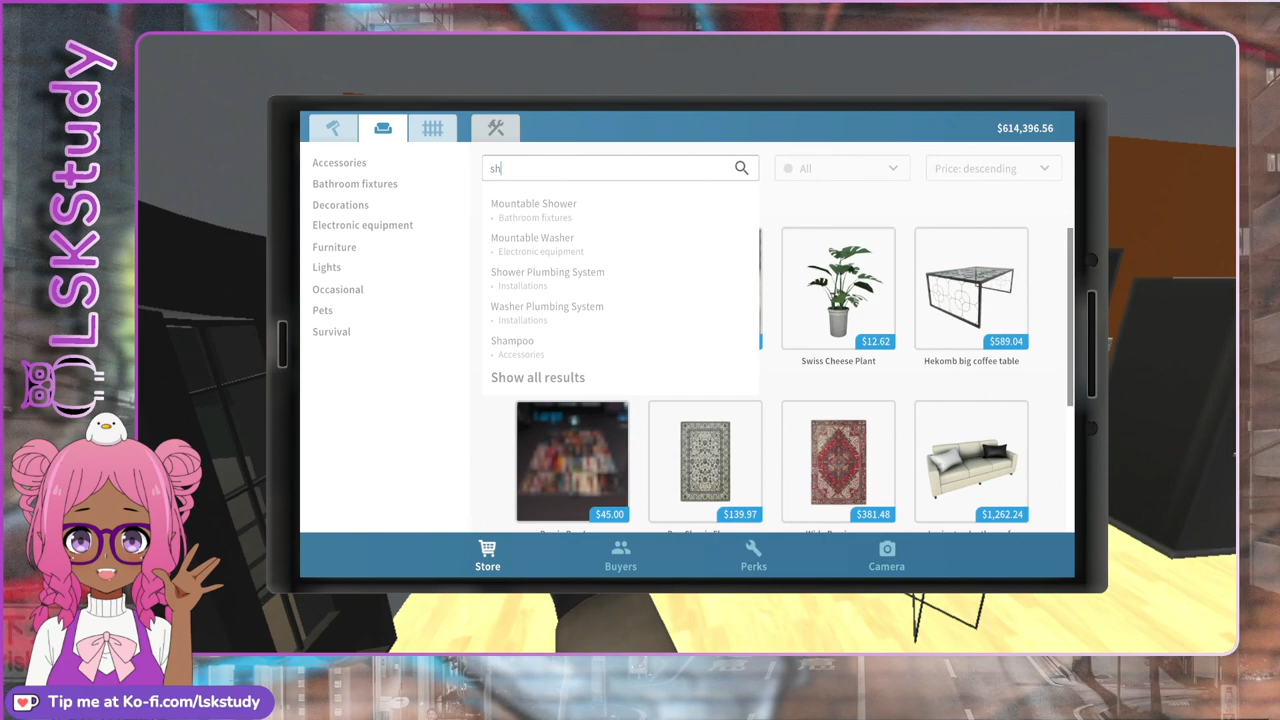 LSKStudy
$614,396.56
Accessories
Bathroom fixtures
Decorations
Electronic equipment
Furniture
Lights
Occasional
Pets
Survival
sh
All
Price: descending
Mountable Shower
• Bathroom fixtures
Mountable Washer
• Electronic equipment
Shower Plumbing System
• Installations
Washer Plumbing System
• Installations
Shampoo
• Accessories
Show all results
$12.62
$589.04
Swiss Cheese Plant
Hekomb big coffee table
$45.00
$139.97
$381.48
$1,262.24
Store
Buyers
Perks
Camera
Tip me at Ko-fi.com/lskstudy